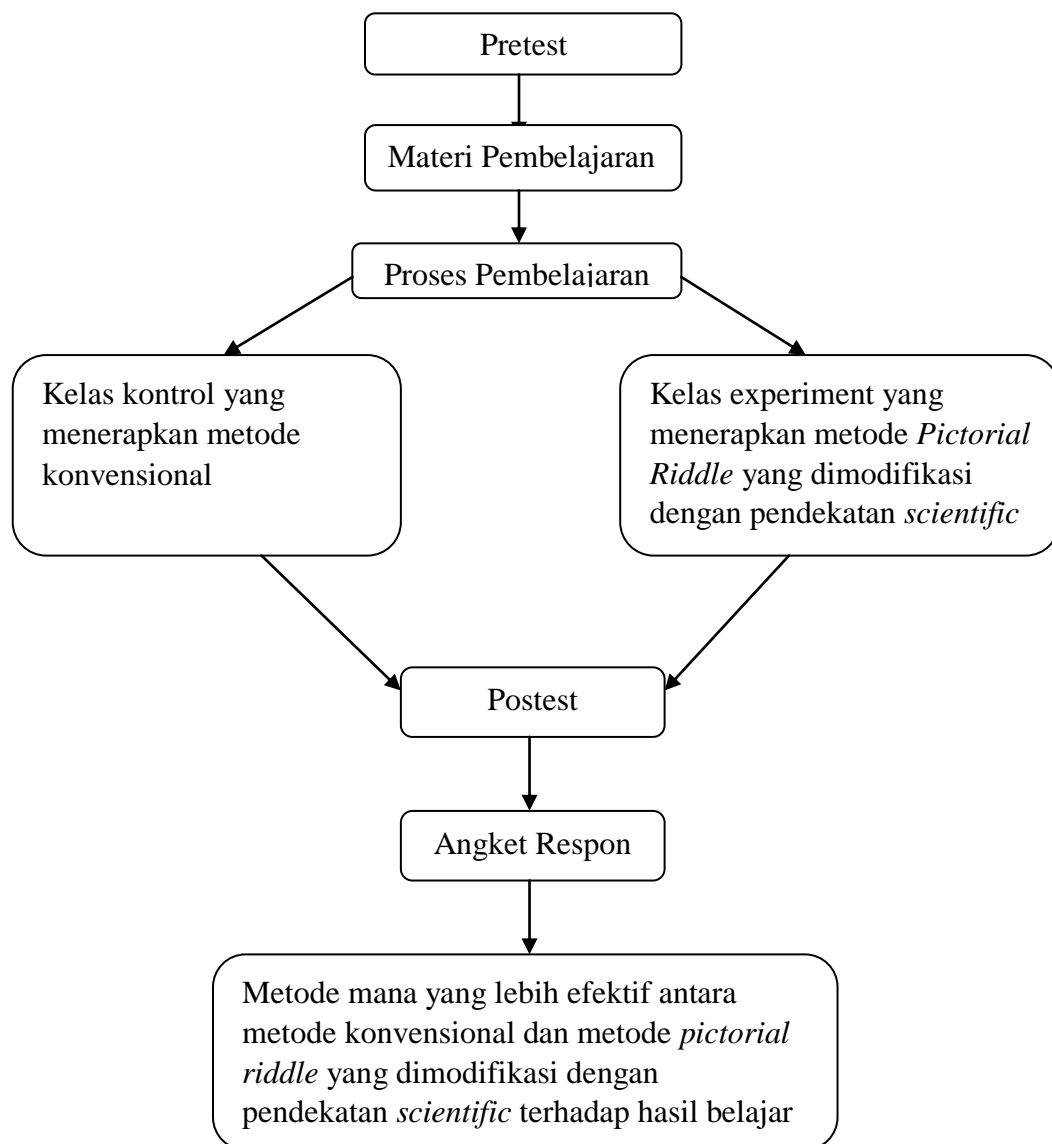 Pretest
Materi Pembelajaran
Proses Pembelajaran
Kelas kontrol yang
menerapkan metode
konvensional
Kelas experiment yang
menerapkan metode Pictorial
Riddle yang dimodifikasi
dengan pendekatan scientific
Postest
Angket Respon
Metode mana yang lebih efektif antara
metode konvensional dan metode pictorial
riddle yang dimodifikasi dengan
pendekatan scientific terhadap hasil belajar